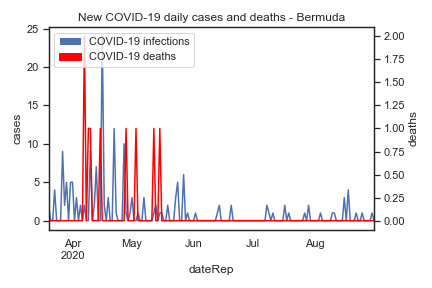 New COVID-19 daily cases and deaths - Bermuda
COVID-19 infections
COVID-19 deaths
25
20
15
10
5
0
cases
2.00
1.75
1.50
1.25
1.00
0.75
0.50
0.25
0.00
deaths
Apr
2020
May
Jun
Jul
Aug
dateRep